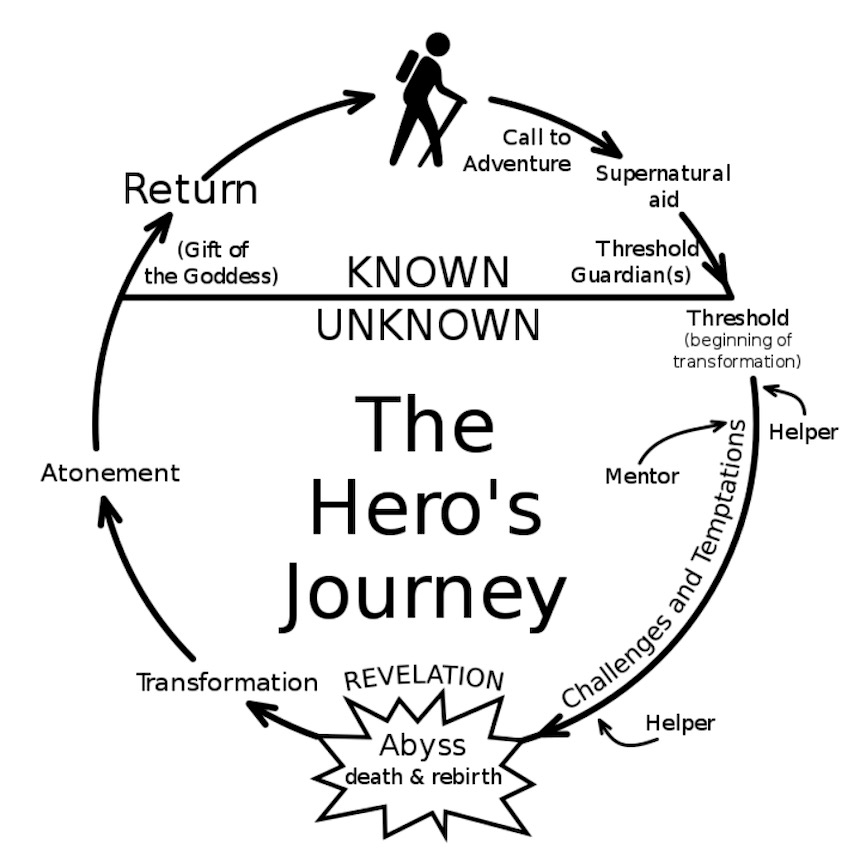 Call to
Adventure
Supernatural
aid
Return
(Gift of
the Goddess)
Threshold
Guardian(s)
KNOWN
UNKNOWN
Threshold
(beginning of
transformation)
Helper
Mentor
Challenges and Temptations
The
Hero's
Journey
Atonement
Helper
REVELATION
Abyss
death & rebirth
Transformation